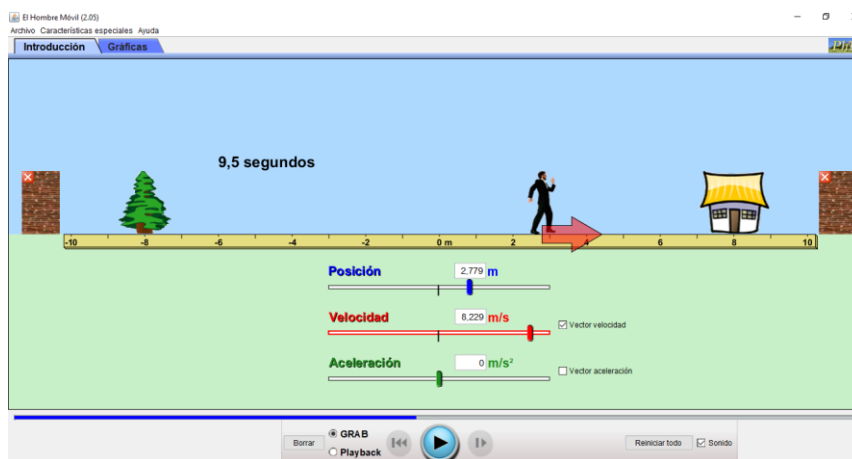 El Hombre Móvil (2.05)
Archivo Características especiales Ayuda
Introducción Gráficas
9,5 segundos
-10 -8 -6 -4 -2 0 m 2 4 6 8 10
Posición 2,779 m
Velocidad 8,229 m/s
Vector velocidad
Aceleración 0 m/s²
Vector aceleración
Borrar
GRAB
Playback
Reiniciar todo
Sonido